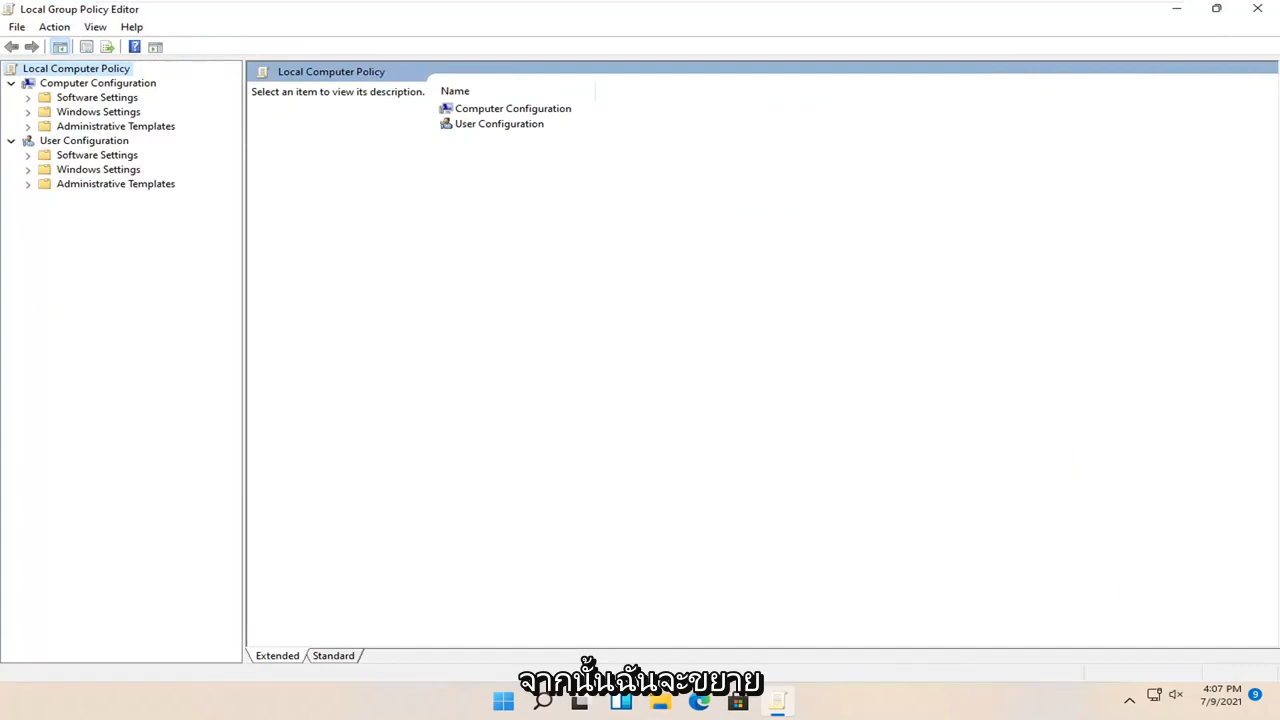 Local Group Policy Editor
File Action View Help
Local Computer Policy
Computer Configuration
Software Settings
Windows Settings
Administrative Templates
User Configuration
Software Settings
Windows Settings
Administrative Templates
Local Computer Policy
Select an item to view its description.
Name
Computer Configuration
User Configuration
Extended Standard
จากนั้นฉันจะขยาย
4:07 PM
7/9/2021
9